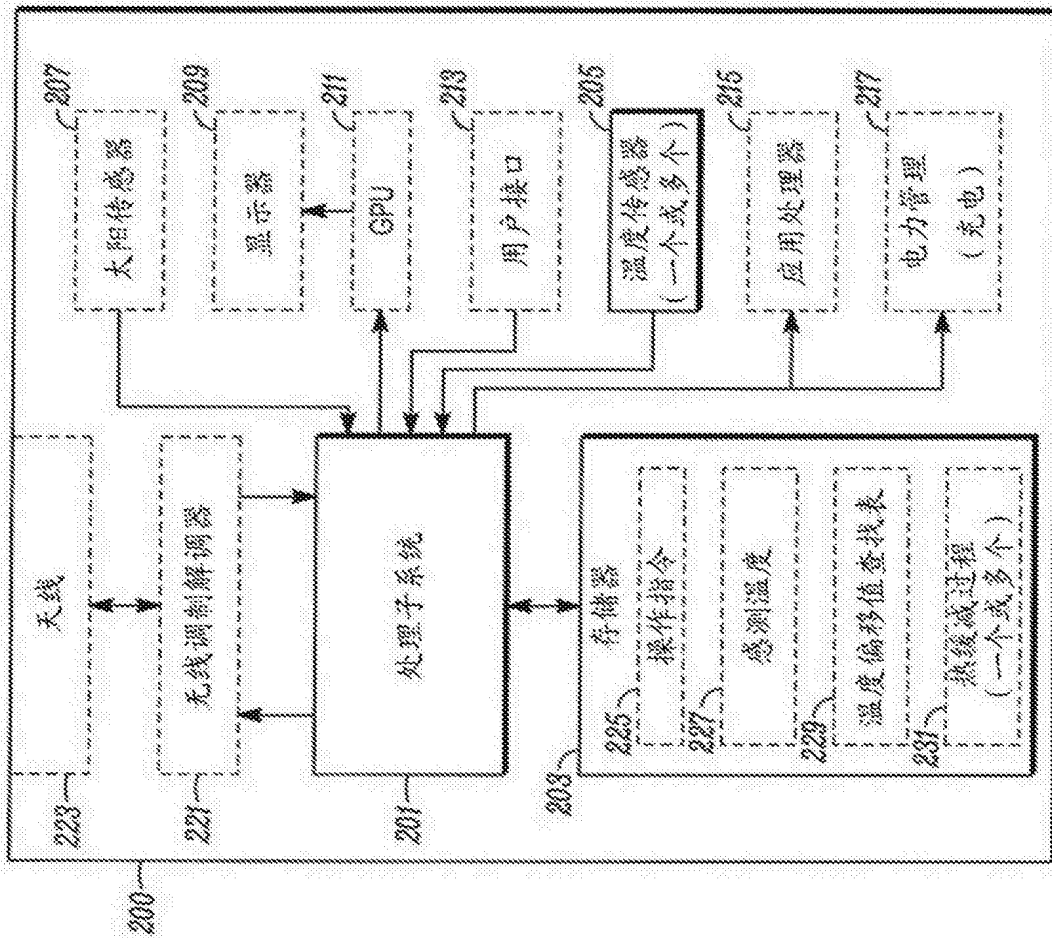 200
223
天线
221
无线调制解调器
201
处理子系统
203
存储器
225
操作指令
227
感测温度
229
温度偏移值查找表
231
热缓减过程
(一个或多个)
207
太阳传感器
209
显示器
211
GPU
213
用户接口
205
温度传感器
(一个或多个)
215
应用处理器
217
电力管理
(充电)